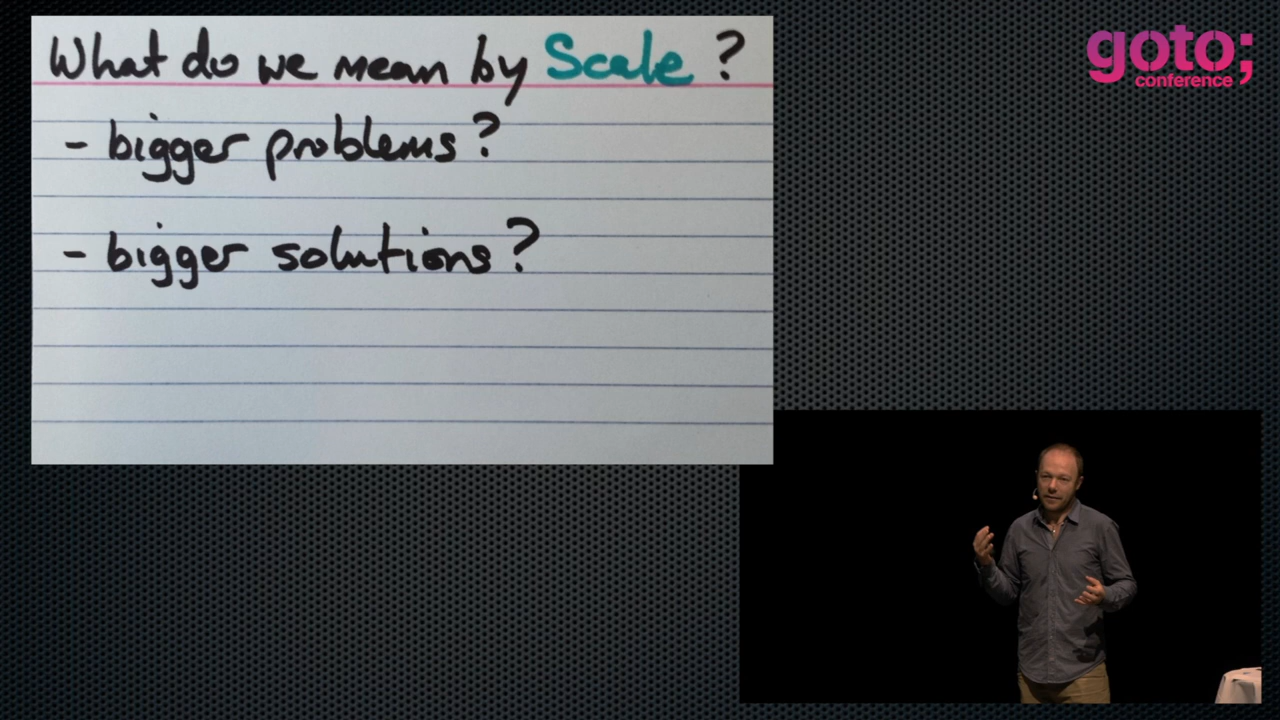 What do we mean by Scale?
- bigger problems?
- bigger solutions?
goto;
conference